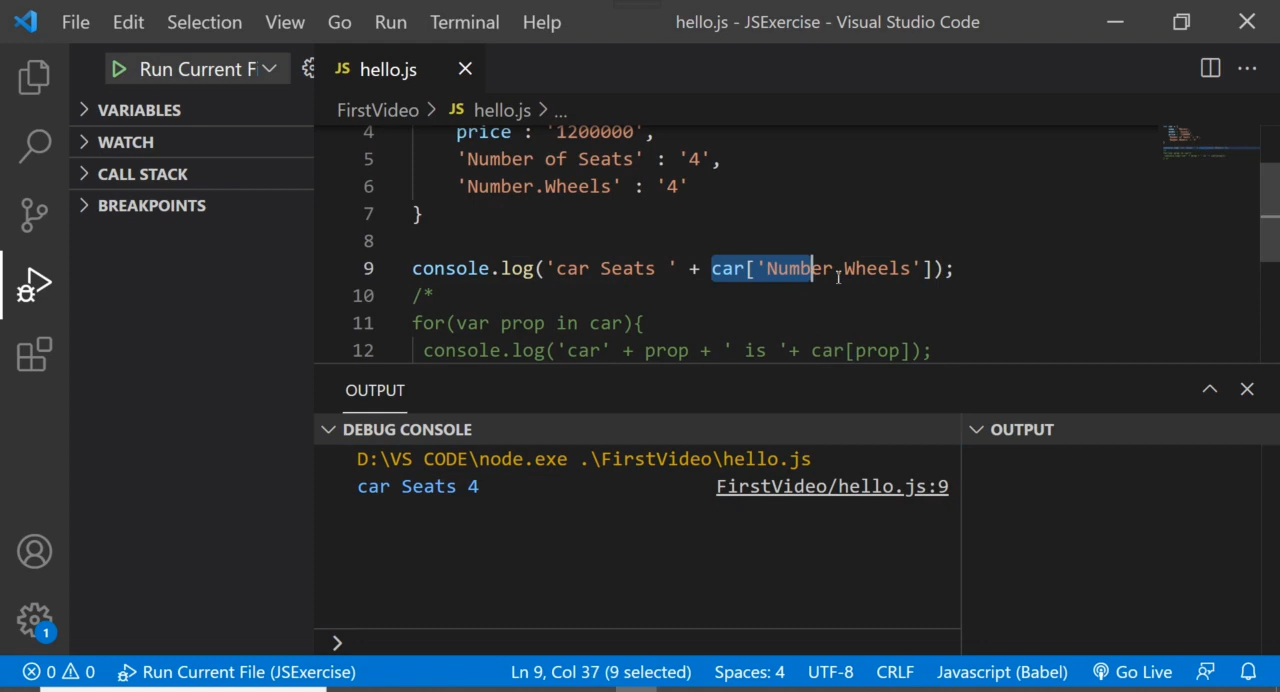 File Edit Selection View Go Run Terminal Help hello.js - JSExercise - Visual Studio Code
Run Current Fi
JS hello.js
VARIABLES
WATCH
CALL STACK
BREAKPOINTS
FirstVideo > JS hello.js > ...
4 price : '1200000',
5 'Number of Seats' : '4',
6 'Number.Wheels' : '4'
7 }
8
9 console.log('car Seats ' + car['Number.Wheels']);
10 /*
11 for(var prop in car){
12 console.log('car' + prop + ' is '+ car[prop]);
OUTPUT
DEBUG CONSOLE
D:\VS CODE\node.exe .\FirstVideo\hello.js
car Seats 4 FirstVideo/hello.js:9
OUTPUT
>
1
0 0 Run Current File (JSExercise) Ln 9, Col 37 (9 selected) Spaces: 4 UTF-8 CRLF Javascript (Babel) Go Live